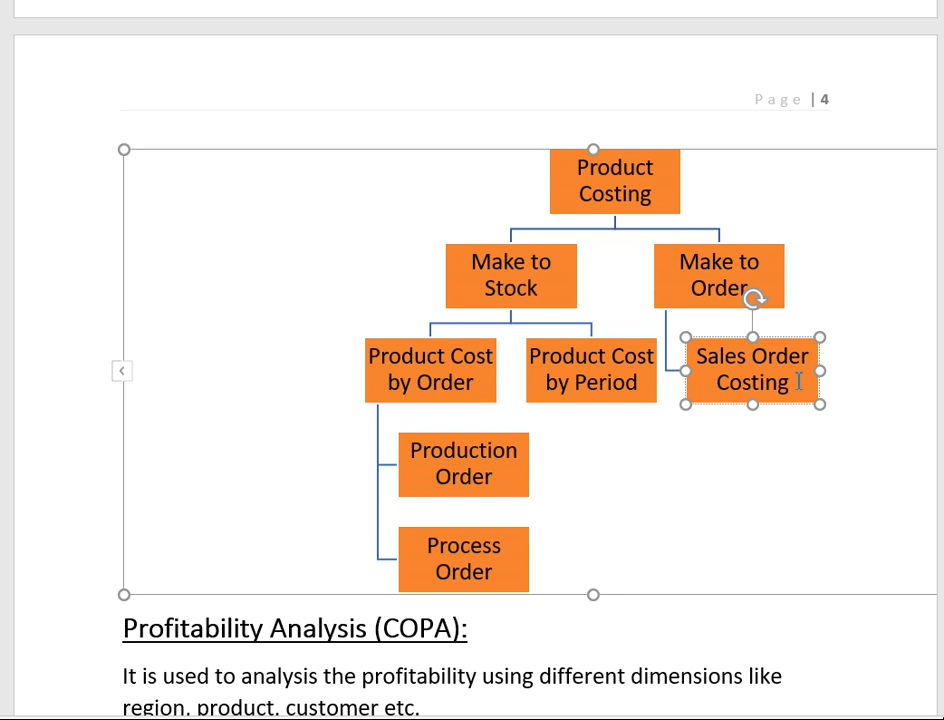 Page | 4
Product
Costing
Make to
Stock
Make to
Order
Product Cost
by Order
Product Cost
by Period
Sales Order
Costing
Production
Order
Process
Order
Profitability Analysis (COPA):
It is used to analysis the profitability using different dimensions like
region, product, customer etc.